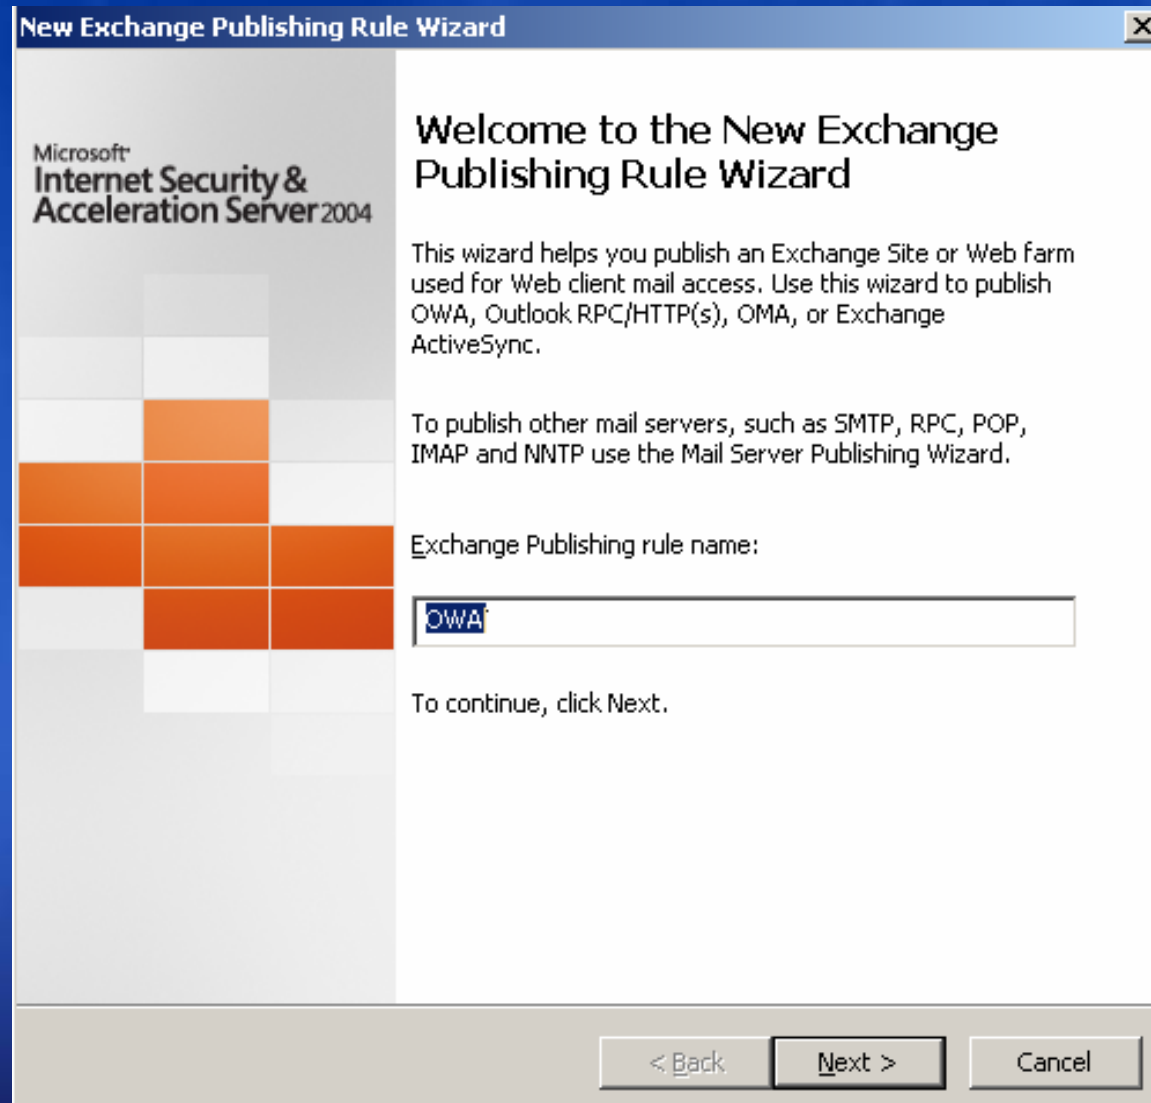 New Exchange Publishing Rule Wizard
Microsoft
Internet Security &
Acceleration Server 2004
Welcome to the New Exchange
Publishing Rule Wizard
This wizard helps you publish an Exchange Site or Web farm
used for Web client mail access. Use this wizard to publish
OWA, Outlook RPC/HTTP(s), OMA, or Exchange
ActiveSync.
To publish other mail servers, such as SMTP, RPC, POP,
IMAP and NNTP use the Mail Server Publishing Wizard.
Exchange Publishing rule name:
OWA
To continue, click Next.
< Back
Next >
Cancel